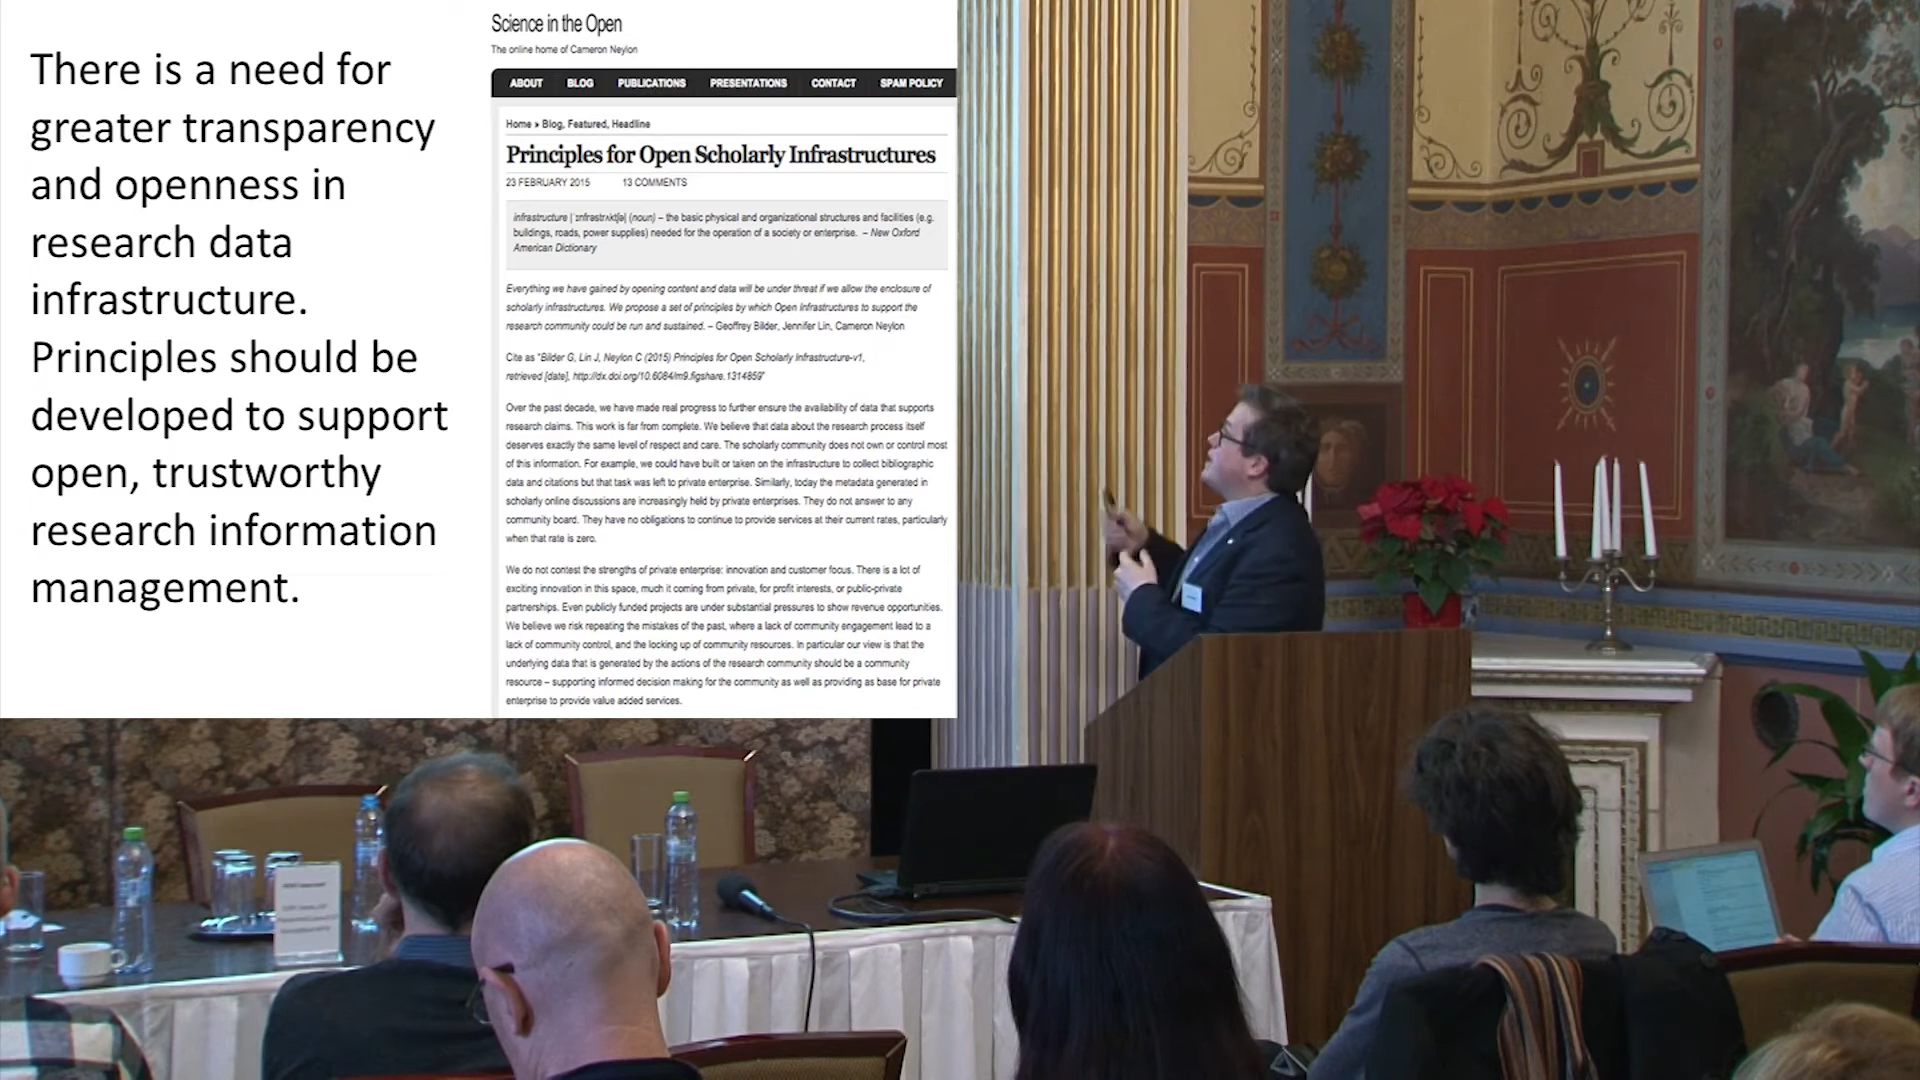 There is a need for
greater transparency
and openness in
research data
infrastructure.
Principles should be
developed to support
open, trustworthy
research information
management.
Science in the Open
The online home of Cameron Neylon
ABOUT BLOG PUBLICATIONS PRESENTATIONS CONTACT SPAM POLICY
Home » Blog, Featured, Headline
Principles for Open Scholarly Infrastructures
23 FEBRUARY 2015 13 COMMENTS
infrastructure (noun) – the basic physical and organizational structures and facilities (e.g.
buildings, roads, power supplies) needed for the operation of a society or enterprise. – New Oxford
American Dictionary
Everything we have gained by opening content and data will be under threat if we allow the enclosure of
scholarly infrastructures. We propose a set of principles by which Open Infrastructures to support the
research community could be run and sustained. – Geoffrey Bilder, Jennifer Lin, Cameron Neylon
Cite as "Bilder G, Lin J, Neylon C (2015) Principles for Open Scholarly Infrastructure-v1,
retrieved [date], http://dx.doi.org/10.6084/m9.figshare.1314859"
Over the past decade, we have made real progress to further ensure the availability of data that supports
research claims. This work is far from complete. We believe that data about the research process itself
deserves exactly the same level of respect and care. The scholarly community does not own or control most
of this information. For example, we could have built or taken on the infrastructure to collect bibliographic
data and citations but that task was left to private enterprise. Similarly, today the metadata generated in
scholarly online discussions are increasingly held by private enterprises. They do not answer to any
community board. They have no obligations to continue to provide services at their current rates, particularly
when that rate is zero.
We do not contest the strengths of private enterprise: innovation and customer focus. There is a lot of
exciting innovation in this space, much it coming from private, for profit interests, or public-private
partnerships. Even publicly funded projects are under substantial pressures to show revenue opportunities.
We believe we risk repeating the mistakes of the past, where a lack of community engagement lead to a
lack of community control, and the locking up of community resources. In particular our view is that the
underlying data that is generated by the actions of the research community should be a community
resource – supporting informed decision making for the community as well as providing as base for private
enterprise to provide value added services.